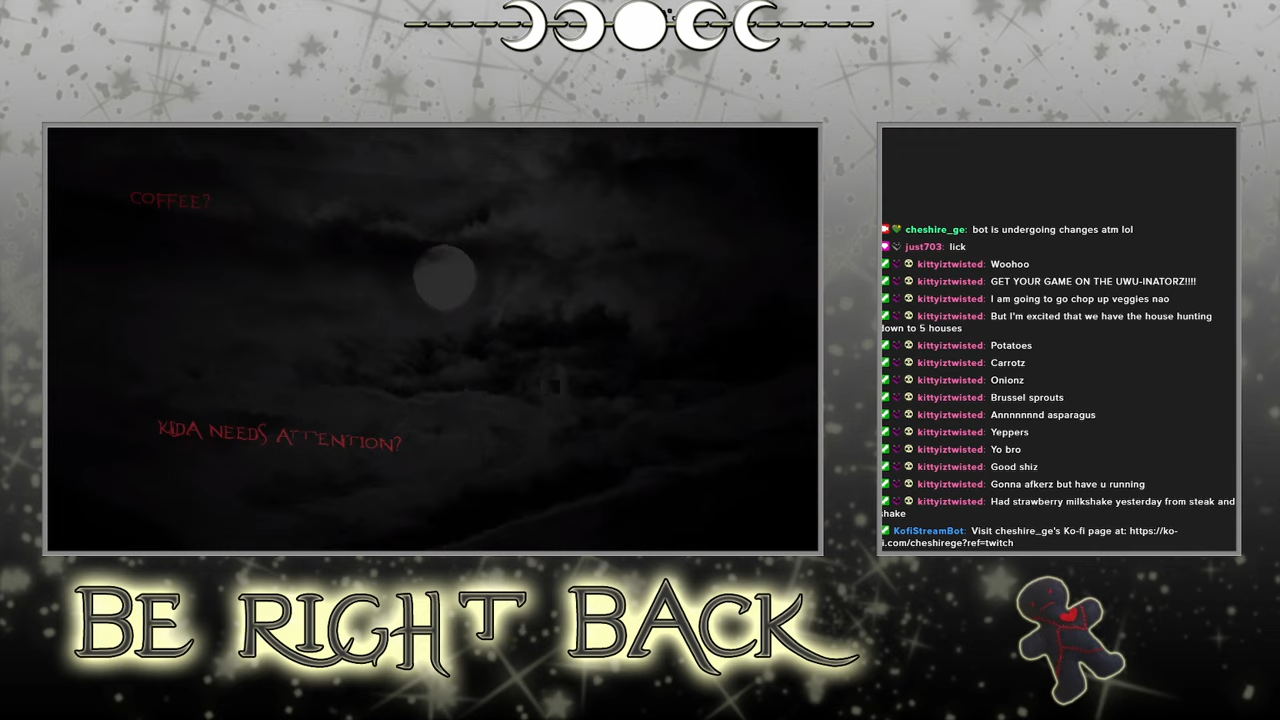 COFFEE?
KIDA NEEDS ATTENTION?
cheshire_ge: bot is undergoing changes atm lol
just703: lick
kittyiztwisted: Woohoo
kittyiztwisted: GET YOUR GAME ON THE UWU-INATORZ!!!!
kittyiztwisted: I am going to go chop up veggies nao
kittyiztwisted: But I'm excited that we have the house hunting
down to 5 houses
kittyiztwisted: Potatoes
kittyiztwisted: Carrotz
kittyiztwisted: Onionz
kittyiztwisted: Brussel sprouts
kittyiztwisted: Annnnnnnd asparagus
kittyiztwisted: Yeppers
kittyiztwisted: Yo bro
kittyiztwisted: Good shiz
kittyiztwisted: Gonna afkerz but have u running
kittyiztwisted: Had strawberry milkshake yesterday from steak and
shake
KofiStreamBot: Visit cheshire_ge's Ko-fi page at: https://ko-
i.com/cheshirege?ref=twitch
BE RIGHT BACK